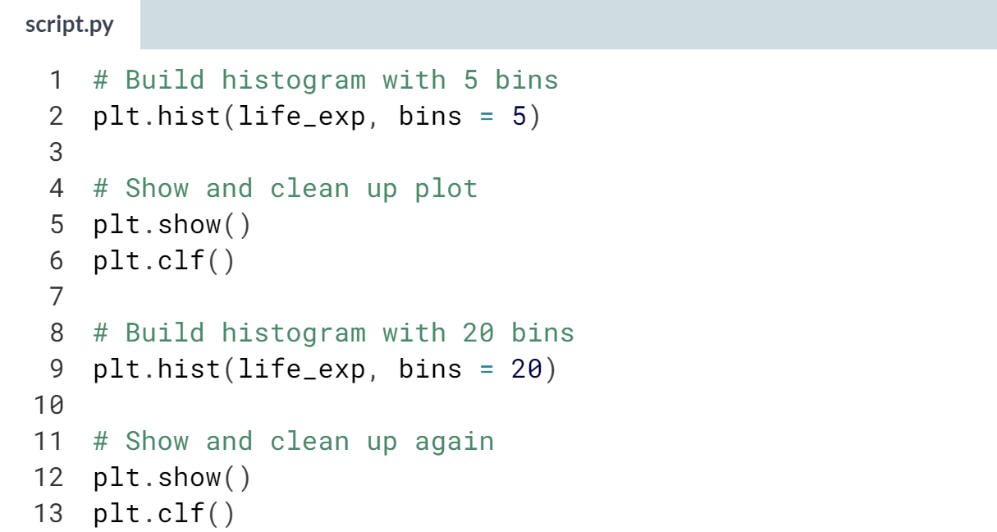 script.py
1 # Build histogram with 5 bins
2 plt.hist(life_exp, bins = 5)
3
4 # Show and clean up plot
5 plt.show()
6 plt.clf()
7
8 # Build histogram with 20 bins
9 plt.hist(life_exp, bins = 20)
10
11 # Show and clean up again
12 plt.show()
13 plt.clf()